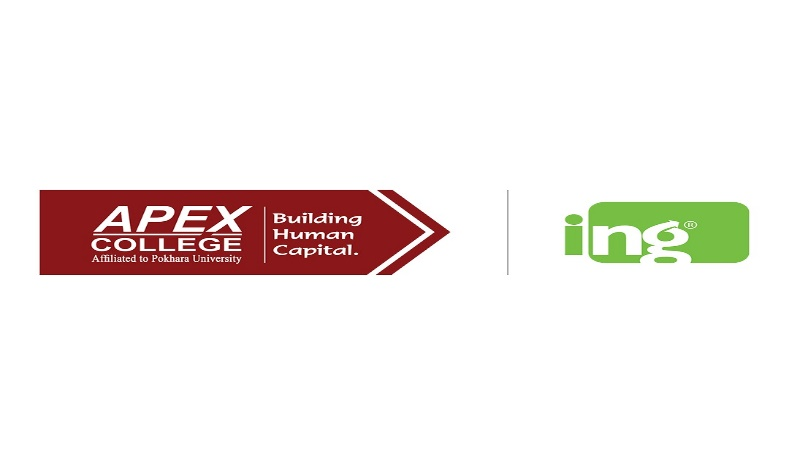 APEX
COLLEGE
Affiliated to Pokhara University
Building
Human
Capital.
ing®